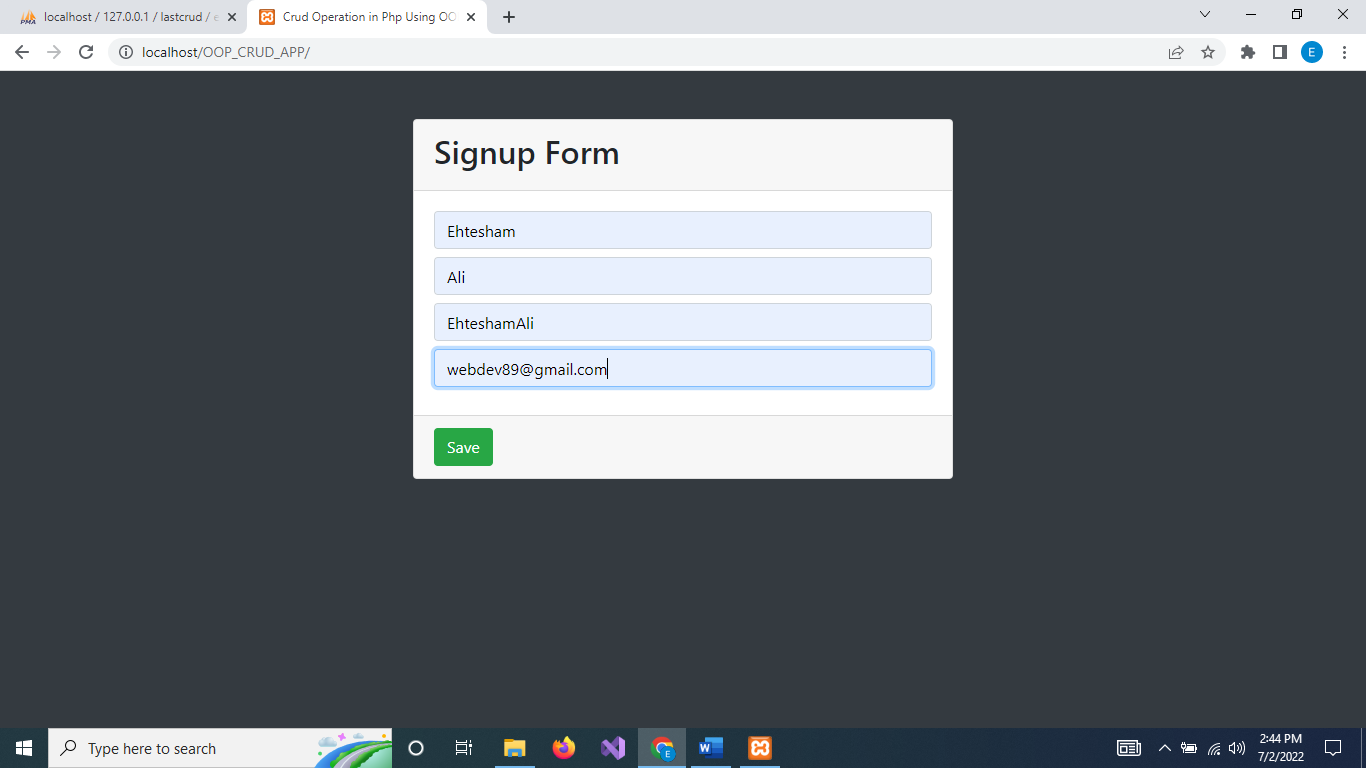 localhost / 127.0.0.1 / lastcrud / e
Crud Operation in Php Using OO
localhost/OOP_CRUD_APP/
E
Signup Form
Ehtesham
Ali
EhteshamAli
webdev89@gmail.com
Save
Type here to search
2:44 PM
7/2/2022